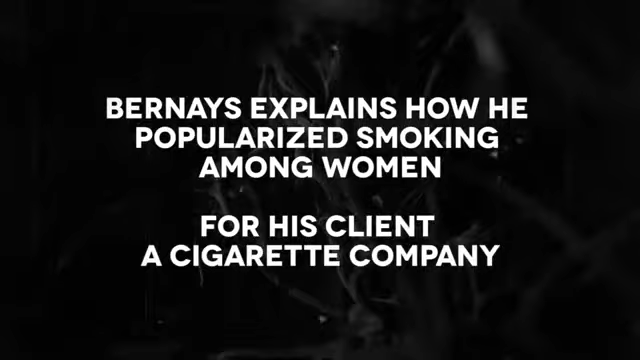 BERNAYS EXPLAINS HOW HE
POPULARIZED SMOKING
AMONG WOMEN
FOR HIS CLIENT
A CIGARETTE COMPANY